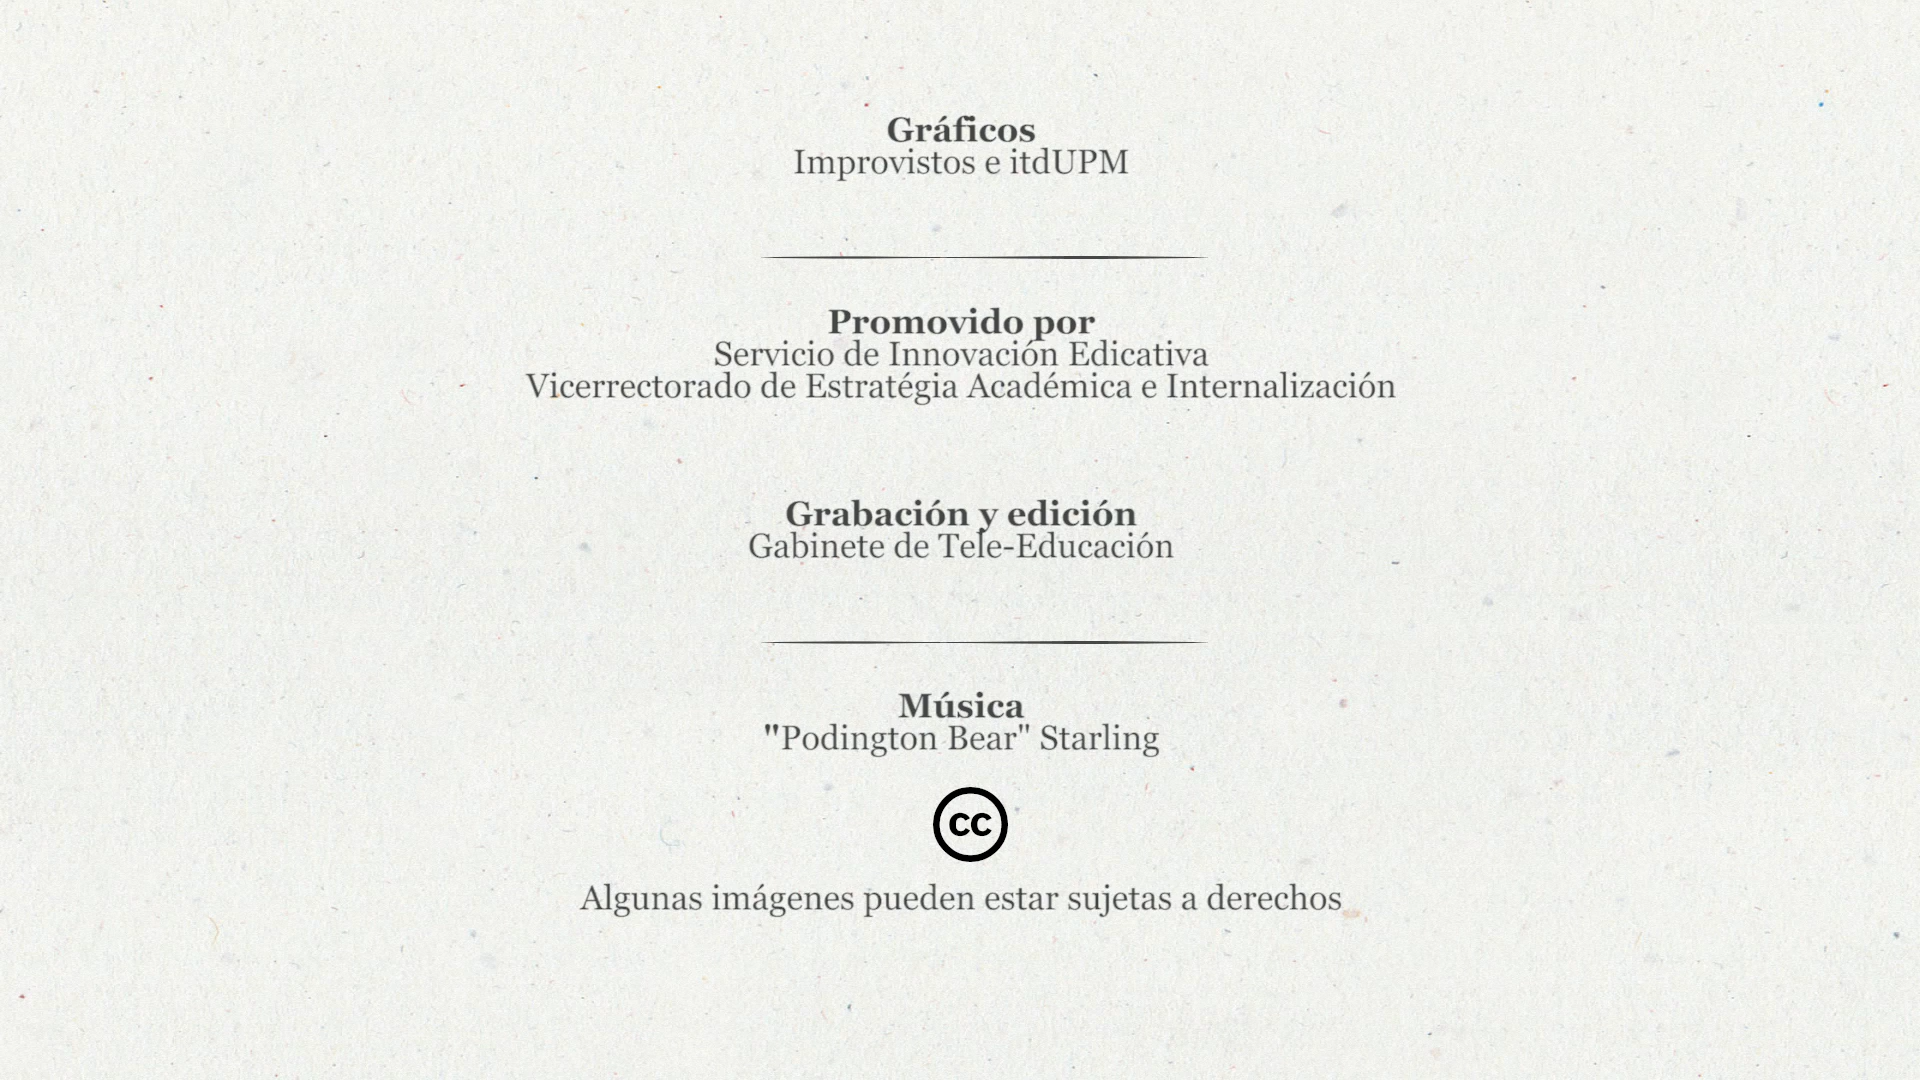 Gráficos
Improvistos e itdUPM
Promovido por
Servicio de Innovación Edicativa
Vicerrectorado de Estratégia Académica e Internalización
Grabación y edición
Gabinete de Tele-Educación
Música
"Podington Bear" Starling
cc
Algunas imágenes pueden estar sujetas a derechos